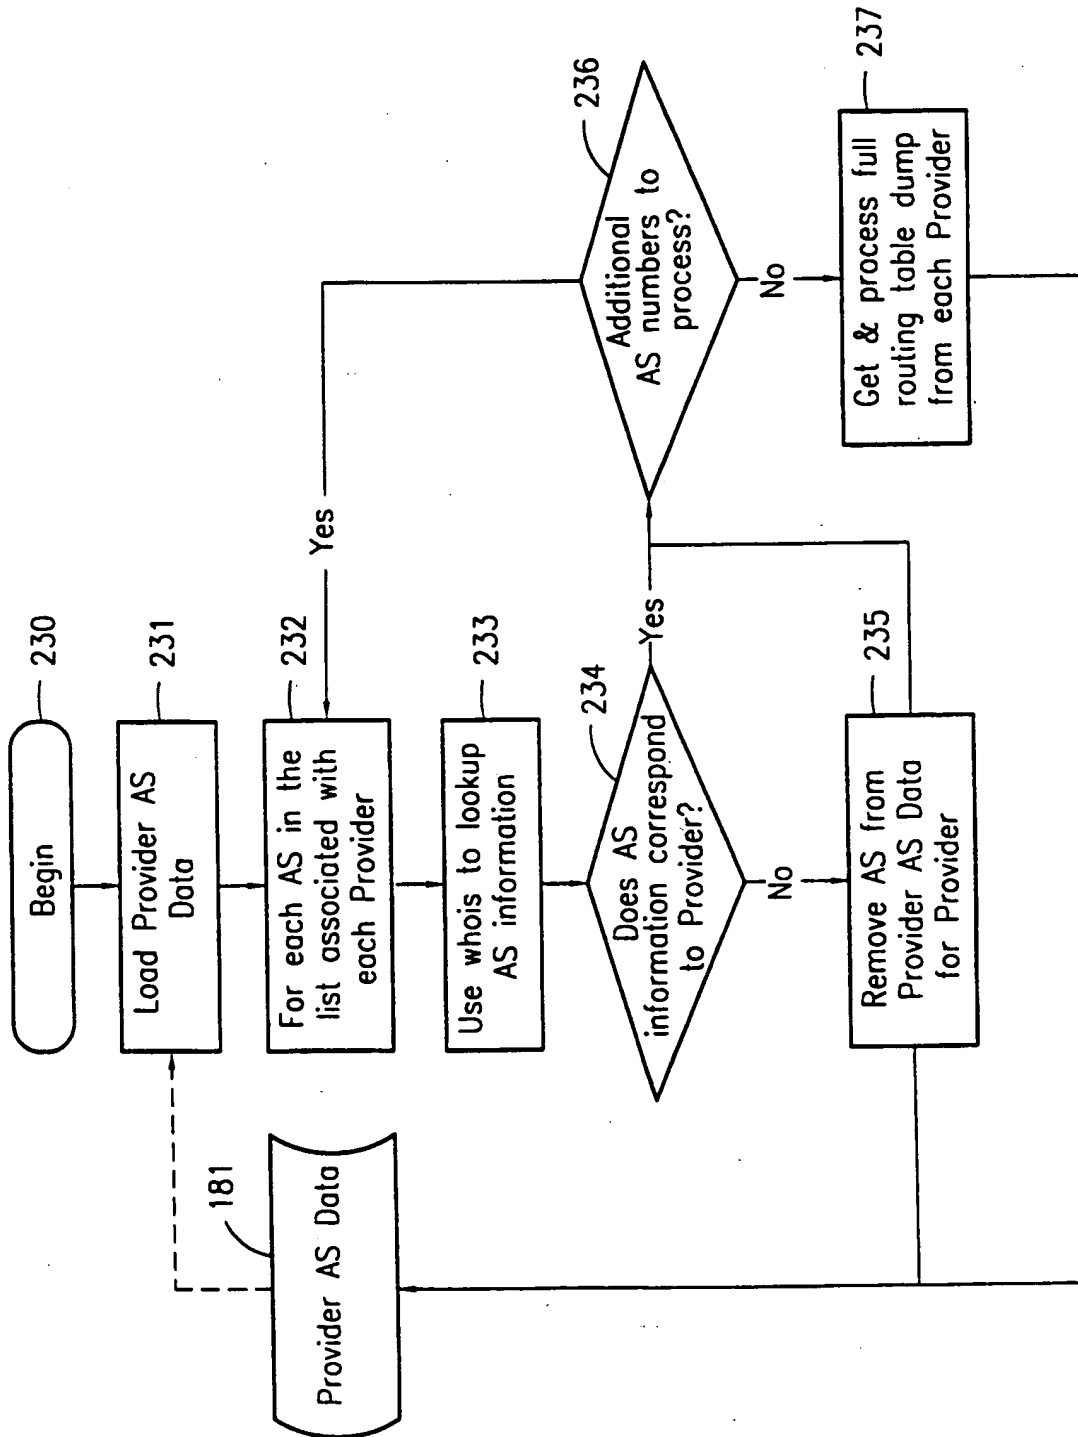 Begin
230
Load Provider AS
Data
231
For each AS in the
list associated with
each Provider
232
Use whois to lookup
AS information
233
Does AS
information correspond
to Provider?
234
Yes
No
Remove AS from
Provider AS Data
for Provider
235
Additional
AS numbers to
process?
236
Yes
No
Get & process full
routing table dump
from each Provider
237
Provider AS Data
181